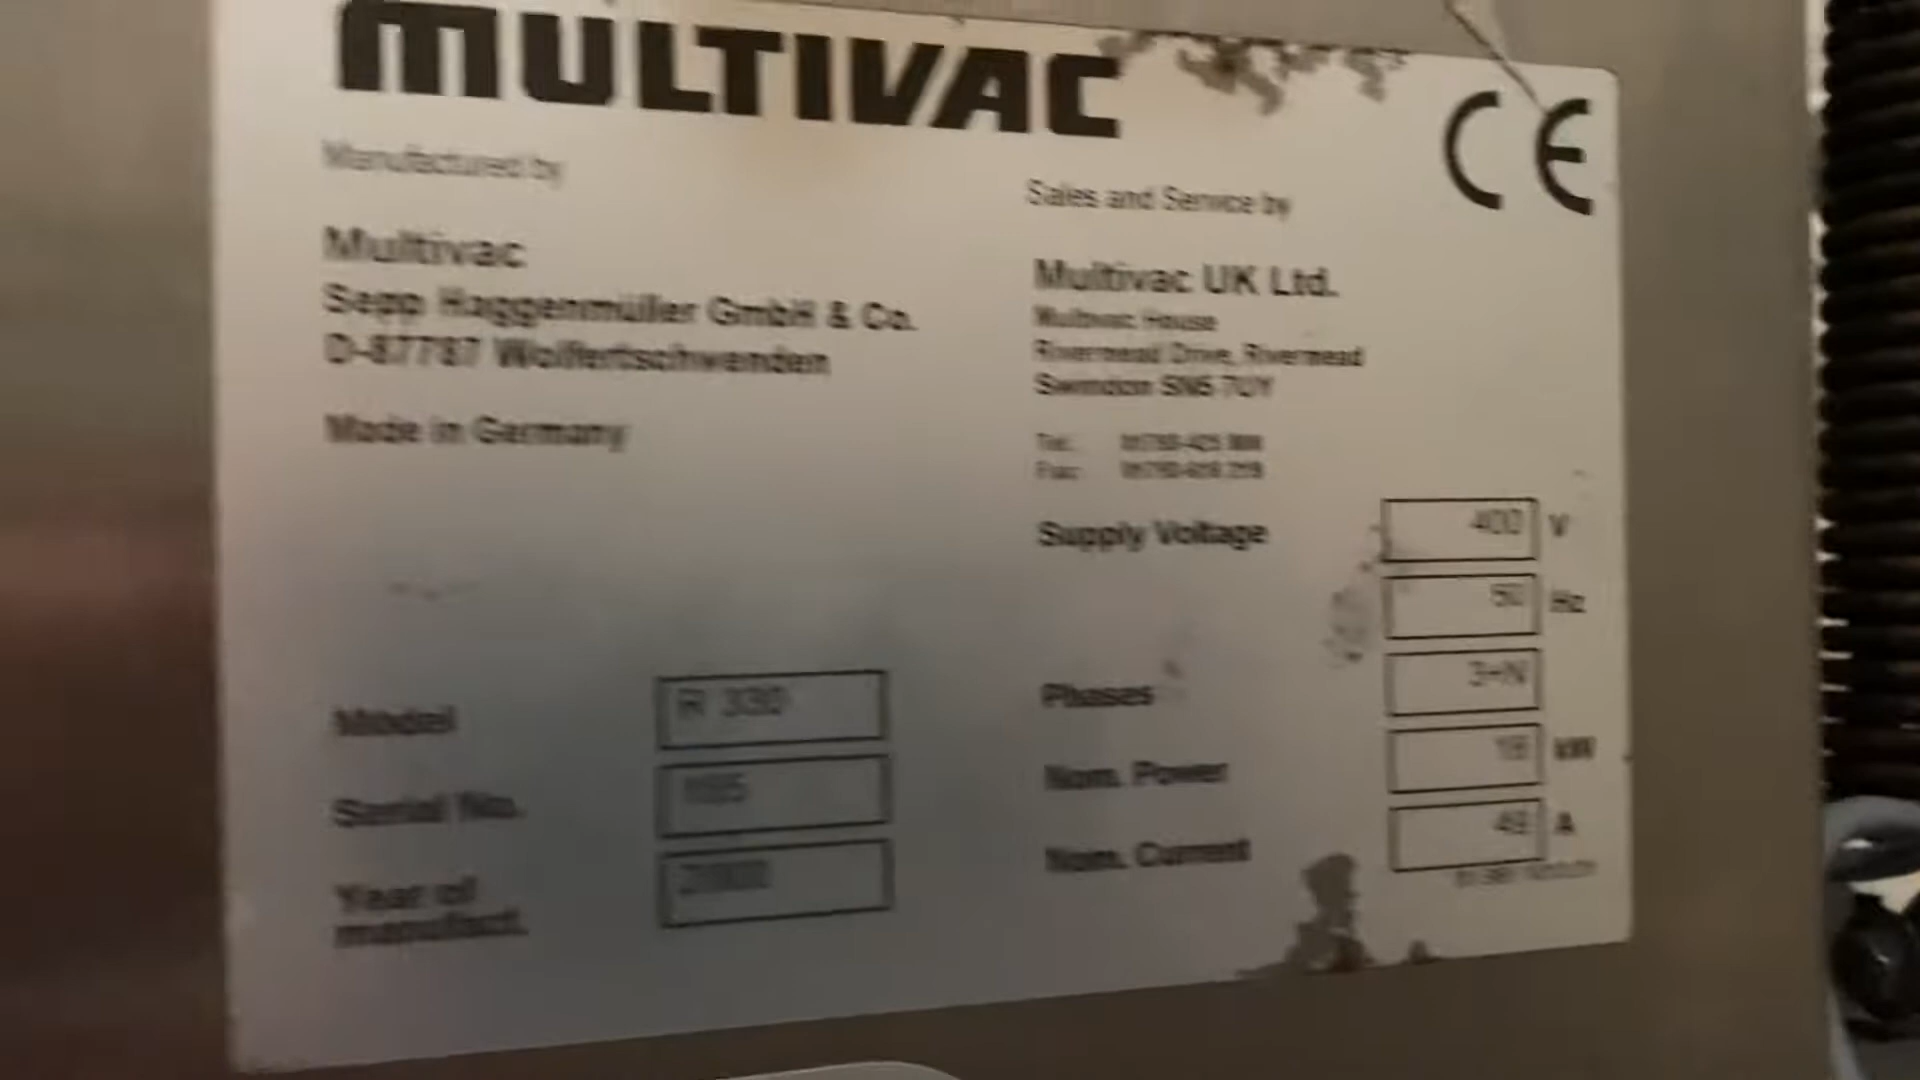 MULTIVAC
CE
Manufactured by
Sales and Service by
Multivac
Sepp Haggenmüller GmbH & Co.
D-87787 Wolfertschwenden
Made in Germany
Multivac UK Ltd.
Multivac House
Rivermead Drive, Rivermead
Swindon SN5 7UY
Tel.
Fax:
Supply Voltage 400 V
50 Hz
Model R 330
Phases 3+N
Serial No.
Nom. Power kW
Year of
manufact.
Nom. Current A